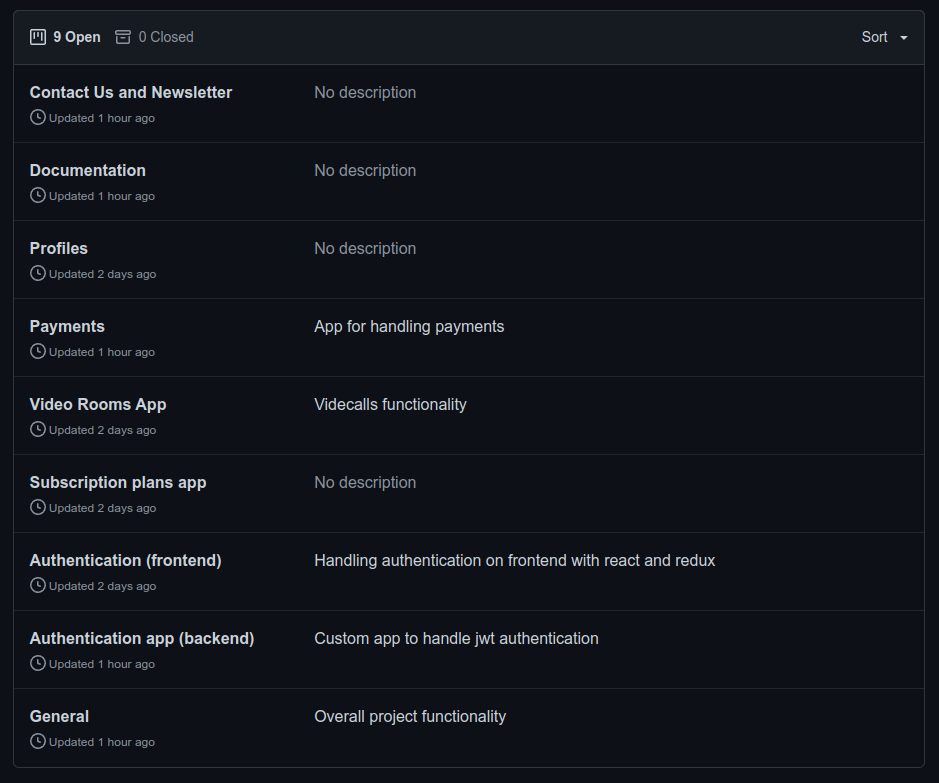 9 Open 0 Closed Sort
Contact Us and Newsletter No description
Updated 1 hour ago
Documentation No description
Updated 1 hour ago
Profiles No description
Updated 2 days ago
Payments App for handling payments
Updated 1 hour ago
Video Rooms App Videcalls functionality
Updated 2 days ago
Subscription plans app No description
Updated 2 days ago
Authentication (frontend) Handling authentication on frontend with react and redux
Updated 2 days ago
Authentication app (backend) Custom app to handle jwt authentication
Updated 1 hour ago
General Overall project functionality
Updated 1 hour ago